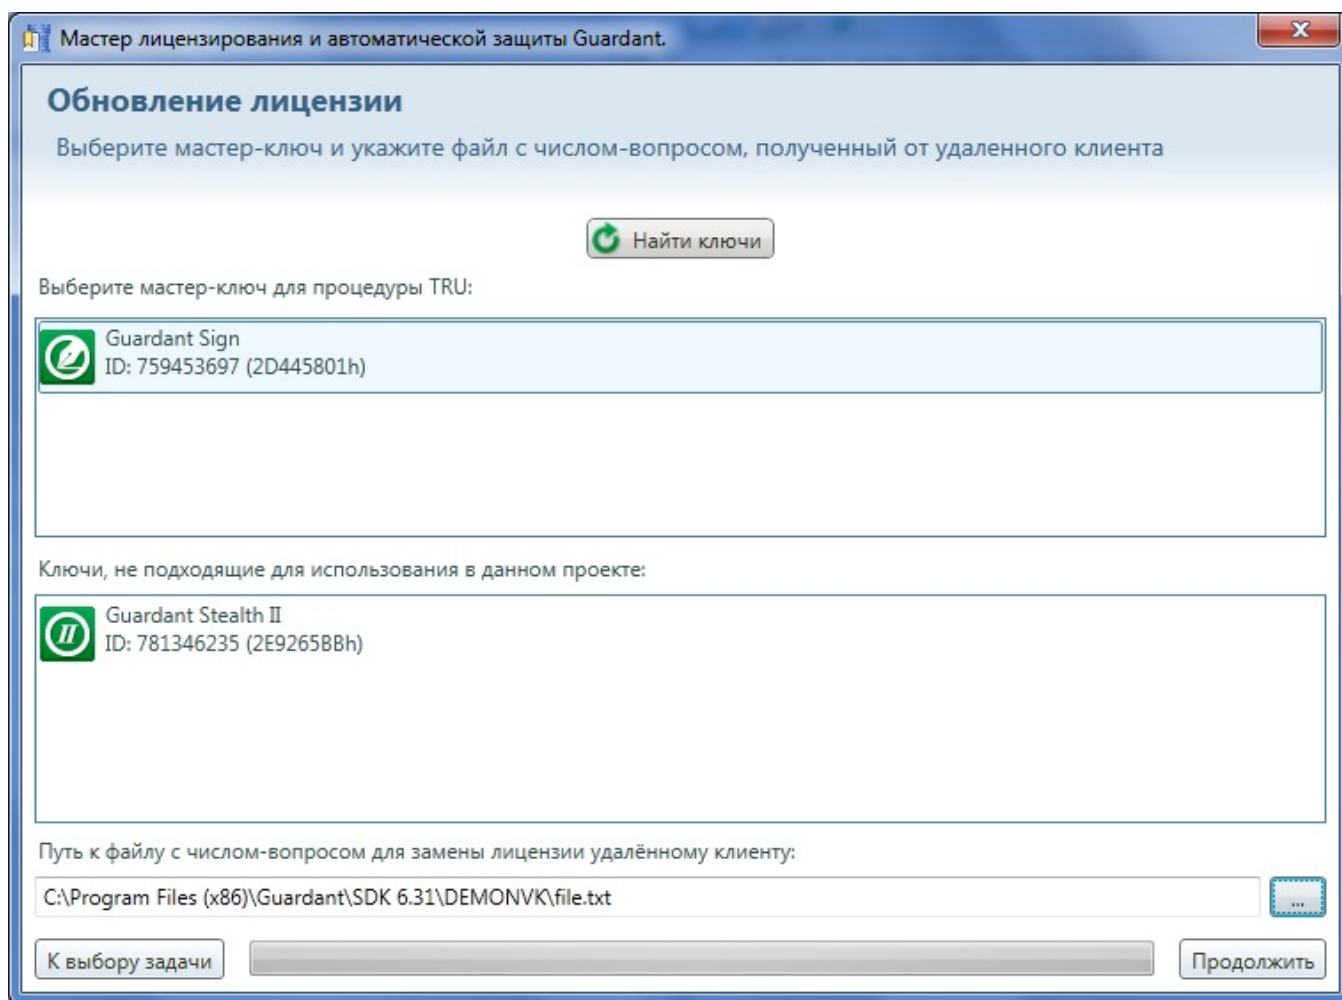 Мастер лицензирования и автоматической защиты Guardant.
Обновление лицензии
Выберите мастер-ключ и укажите файл с числом-вопросом, полученный от удаленного клиента
Найти ключи
Выберите мастер-ключ для процедуры TRU:
Guardant Sign
ID: 759453697 (2D445801h)
Ключи, не подходящие для использования в данном проекте:
Guardant Stealth II
ID: 781346235 (2E9265BBh)
Путь к файлу с числом-вопросом для замены лицензии удалённому клиенту:
C:\Program Files (x86)\Guardant\SDK 6.31\DEMONVK\file.txt
...
К выбору задачи
Продолжить